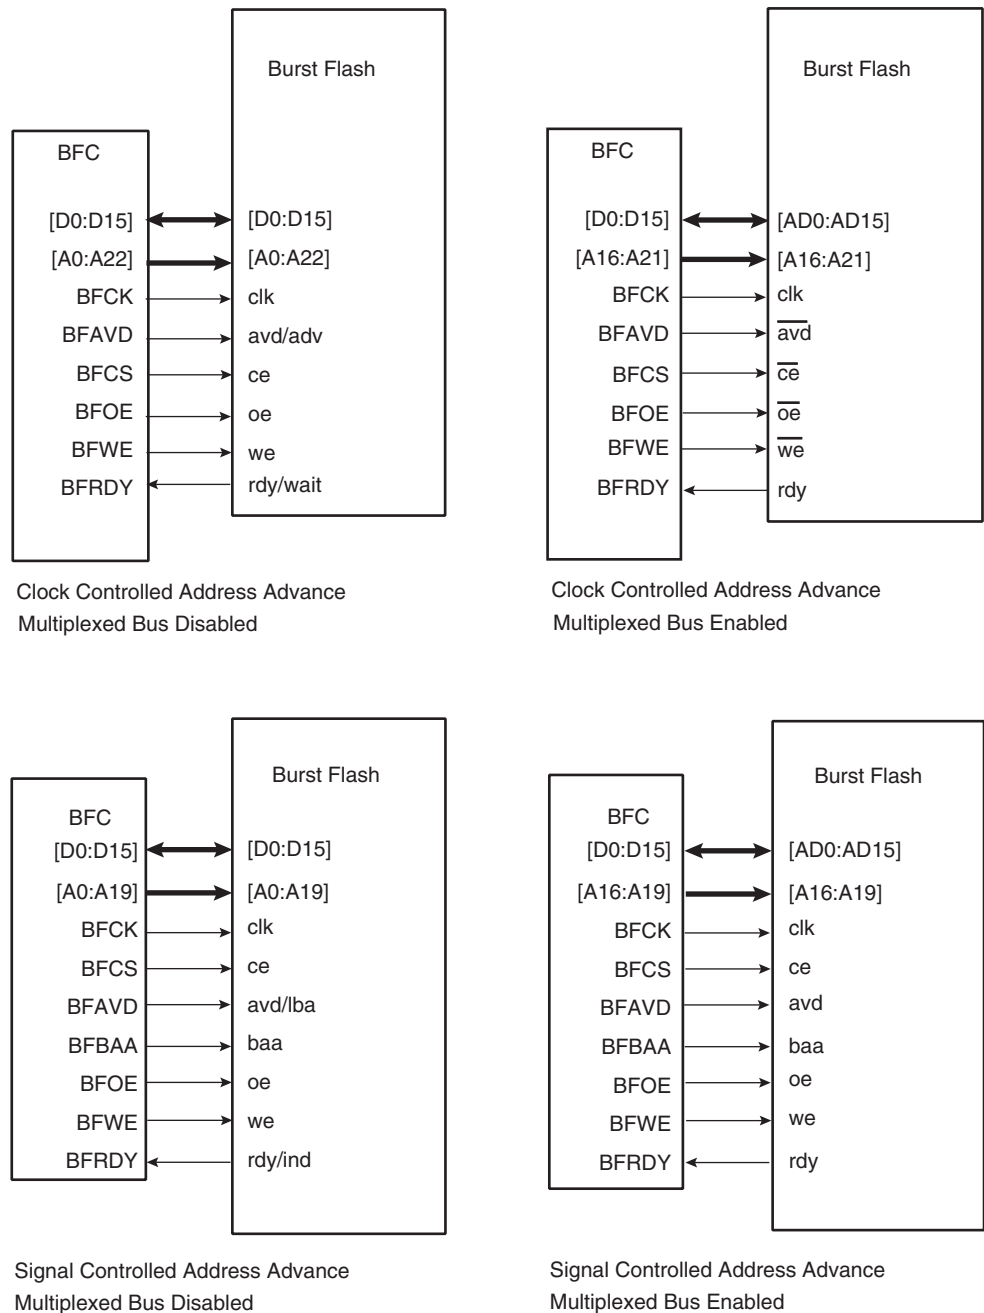 Burst Flash
BFC
[D0:D15] [D0:D15]
[A0:A22] [A0:A22]
BFCK clk
BFAVD avd/adv
BFCS ce
BFOE oe
BFWE we
BFRDY rdy/wait
Clock Controlled Address Advance
Multiplexed Bus Disabled
Burst Flash
BFC
[D0:D15] [AD0:AD15]
[A16:A21] [A16:A21]
BFCK clk
BFAVD a̅v̅d̅
BFCS c̅e̅
BFOE o̅e̅
BFWE w̅e̅
BFRDY rdy
Clock Controlled Address Advance
Multiplexed Bus Enabled
Burst Flash
BFC
[D0:D15] [D0:D15]
[A0:A19] [A0:A19]
BFCK clk
BFCS ce
BFAVD avd/lba
BFBAA baa
BFOE oe
BFWE we
BFRDY rdy/ind
Signal Controlled Address Advance
Multiplexed Bus Disabled
Burst Flash
BFC
[D0:D15] [AD0:AD15]
[A16:A19] [A16:A19]
BFCK clk
BFCS ce
BFAVD avd
BFBAA baa
BFOE oe
BFWE we
BFRDY rdy
Signal Controlled Address Advance
Multiplexed Bus Enabled